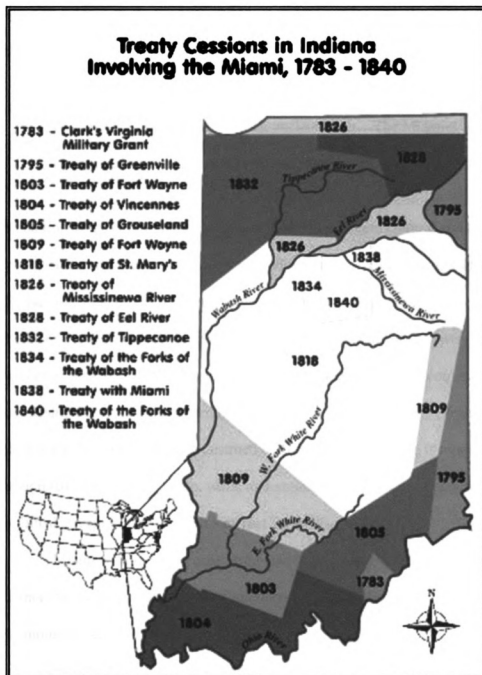 Treaty Cessions in Indiana
Involving the Miami, 1783 - 1840
1783 - Clark's Virginia
Military Grant
1795 - Treaty of Greenville
1803 - Treaty of Fort Wayne
1804 - Treaty of Vincennes
1805 - Treaty of Grouseland
1809 - Treaty of Fort Wayne
1818 - Treaty of St. Mary's
1826 - Treaty of
Mississinewa River
1828 - Treaty of Eel River
1832 - Treaty of Tippecanoe
1834 - Treaty of the Forks of
the Wabash
1838 - Treaty with Miami
1840 - Treaty of the Forks of
the Wabash
1826
1828
1832
Tippecanoe River
1795
Eel River
1826
1826
1838
Wabash River
1834
Mississinewa River
1840
1818
1809
W. Fork White River
1809
1795
E. Fork White River
1805
1803
1783
1804
Ohio River
N